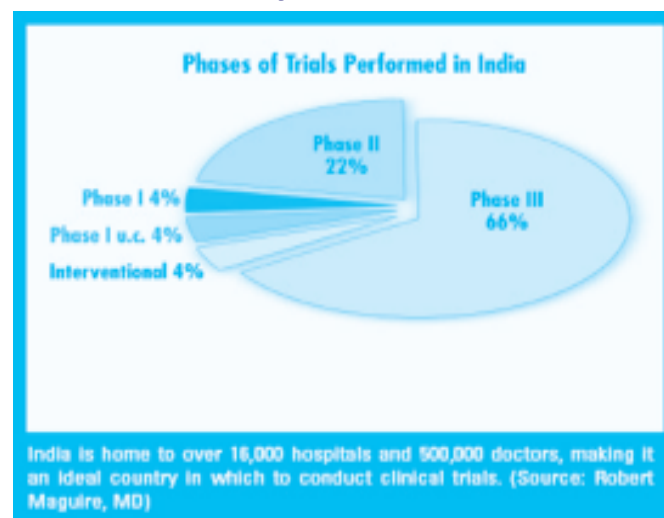 Phases of Trials Performed in India
Phase II
22%
Phase III
66%
Phase I 4%
Phase I u.c. 4%
Interventional 4%
India is home to over 16,000 hospitals and 500,000 doctors, making it
an ideal country in which to conduct clinical trials. (Source: Robert
Maguire, MD)